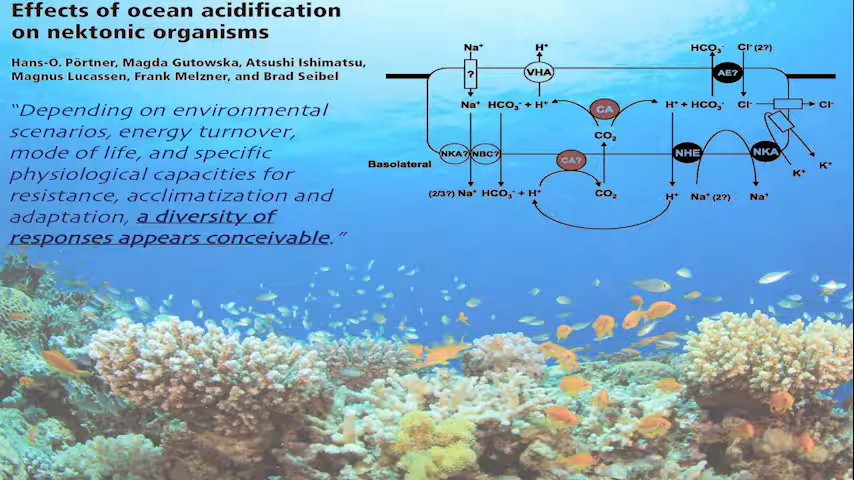 Effects of ocean acidification
on nektonic organisms
Hans-O. Pörtner, Magda Gutowska, Atsushi Ishimatsu,
Magnus Lucassen, Frank Melzner, and Brad Seibel
“Depending on environmental
scenarios, energy turnover,
mode of life, and specific
physiological capacities for
resistance, acclimatization and
adaptation, a diversity of
responses appears conceivable.”
Na⁺ H⁺ HCO₃⁻ Cl⁻ (2?)
? VHA AE?
Na⁺ HCO₃⁻ + H⁺ CA H⁺ + HCO₃⁻ Cl⁻ Cl⁻
CO₂
Basolateral NKA? NBC? CA? NHE NKA K⁺
K⁺
(2/3?) Na⁺ HCO₃⁻ + H⁺ CO₂ H⁺ Na⁺ (2?) Na⁺